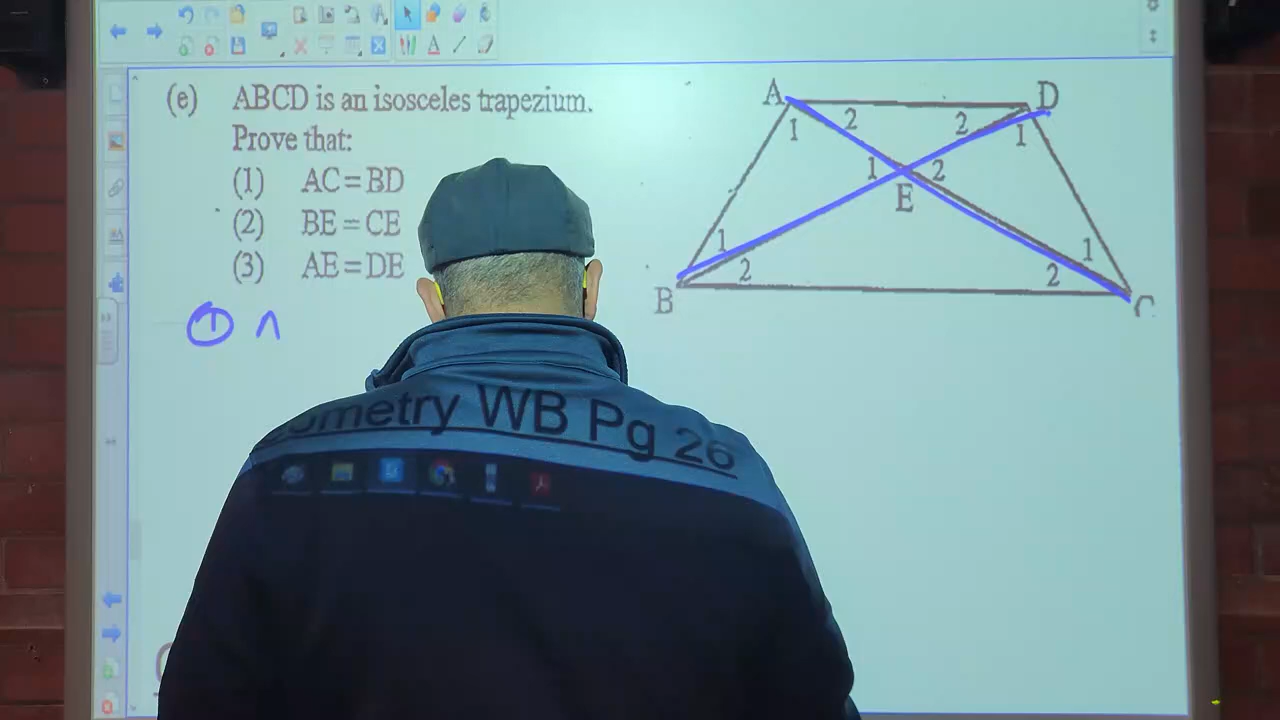 (e) ABCD is an isosceles trapezium.
Prove that:
(1) AC = BD
(2) BE = CE
(3) AE = DE
1
A
D
1
2
2
1
1
2
E
1
2
1
2
B
C
WB Pg 26